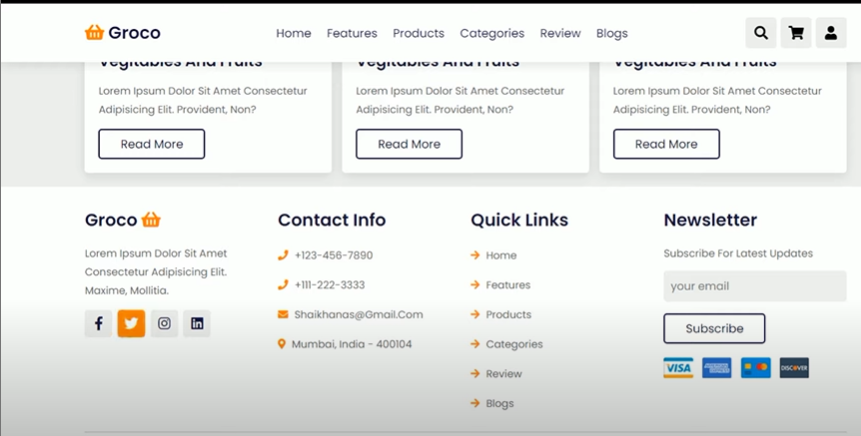 Groco
Home Features Products Categories Review Blogs
Vegitables And Fruits Vegitables And Fruits Vegitables And Fruits
Lorem Ipsum Dolor Sit Amet Consectetur
Adipisicing Elit. Provident, Non?
Read More
Lorem Ipsum Dolor Sit Amet Consectetur
Adipisicing Elit. Provident, Non?
Read More
Lorem Ipsum Dolor Sit Amet Consectetur
Adipisicing Elit. Provident, Non?
Read More
Groco
Lorem Ipsum Dolor Sit Amet
Consectetur Adipisicing Elit.
Maxime, Mollitia.
Contact Info
+123-456-7890
+111-222-3333
Shaikhanas@Gmail.Com
Mumbai, India - 400104
Quick Links
Home
Features
Products
Categories
Review
Blogs
Newsletter
Subscribe For Latest Updates
your email
Subscribe
VISA
DISCOVER